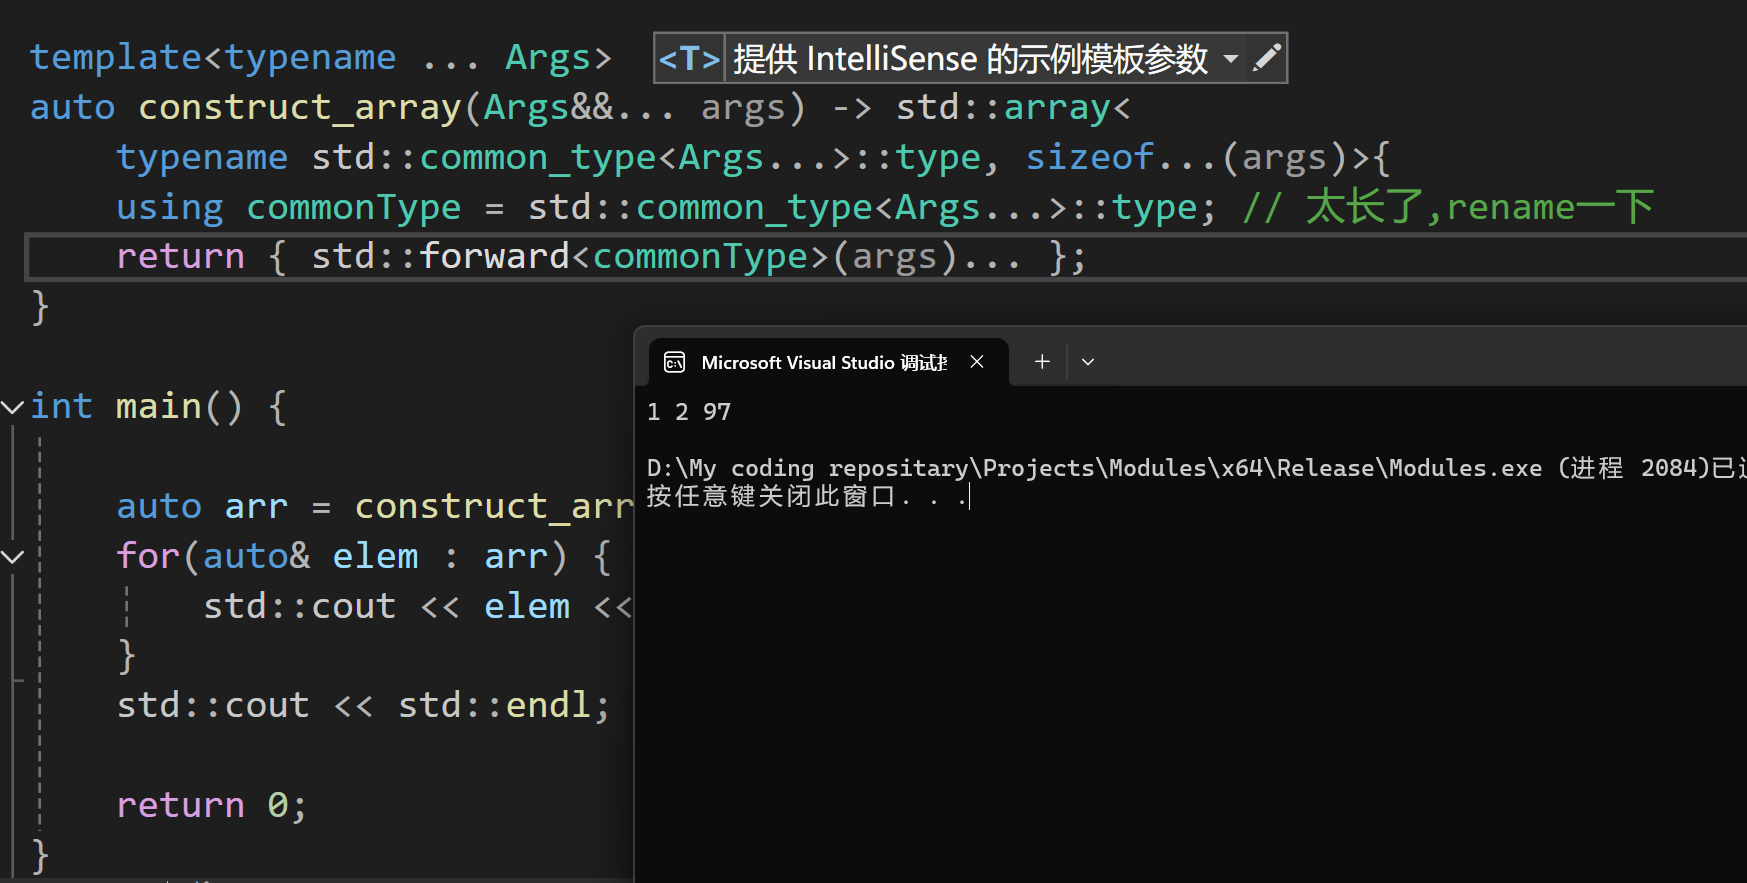 template<typename ... Args> <T> 提供 IntelliSense 的示例模板参数
auto construct_array(Args&&... args) -> std::array<
typename std::common_type<Args...>::type, sizeof...(args)>{
using commonType = std::common_type<Args...>::type; // 太长了,rename一下
return { std::forward<commonType>(args)... };
}
int main() {
auto arr = construct_arr
for(auto& elem : arr) {
std::cout << elem <<
}
std::cout << std::endl;
return 0;
}
Microsoft Visual Studio 调试
1 2 97
D:\My coding repositary\Projects\Modules\x64\Release\Modules.exe (进程 2084)已
按任意键关闭此窗口. . .